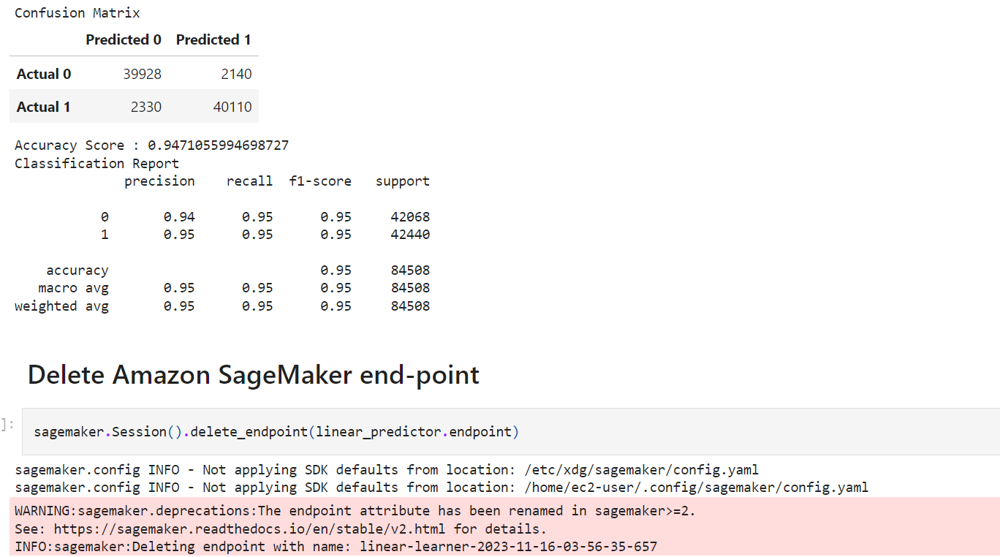 Confusion Matrix
Predicted 0 Predicted 1
Actual 0 39928 2140
Actual 1 2330 40110
Accuracy Score : 0.9471055994698727
Classification Report
precision recall f1-score support
0 0.94 0.95 0.95 42068
1 0.95 0.95 0.95 42440
accuracy 0.95 84508
macro avg 0.95 0.95 0.95 84508
weighted avg 0.95 0.95 0.95 84508
Delete Amazon SageMaker end-point
]: sagemaker.Session().delete_endpoint(linear_predictor.endpoint)
sagemaker.config INFO - Not applying SDK defaults from location: /etc/xdg/sagemaker/config.yaml
sagemaker.config INFO - Not applying SDK defaults from location: /home/ec2-user/.config/sagemaker/config.yaml
WARNING:sagemaker.deprecations:The endpoint attribute has been renamed in sagemaker>=2.
See: https://sagemaker.readthedocs.io/en/stable/v2.html for details.
INFO:sagemaker:Deleting endpoint with name: linear-learner-2023-11-16-03-56-35-657